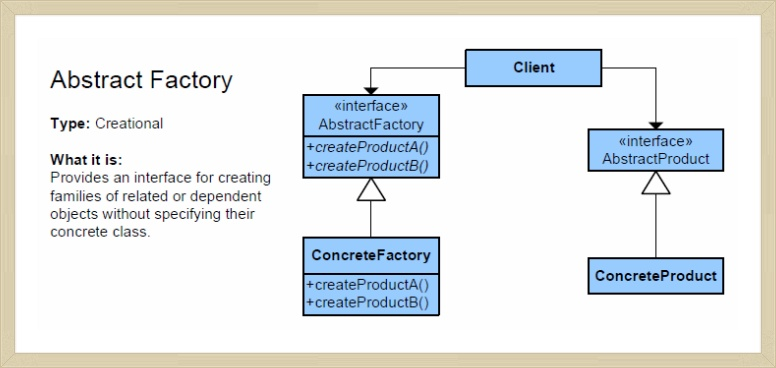 Abstract Factory
Type: Creational
What it is:
Provides an interface for creating
families of related or dependent
objects without specifying their
concrete class.
Client
«interface»
AbstractFactory
+createProductA()
+createProductB()
«interface»
AbstractProduct
ConcreteFactory
+createProductA()
+createProductB()
ConcreteProduct